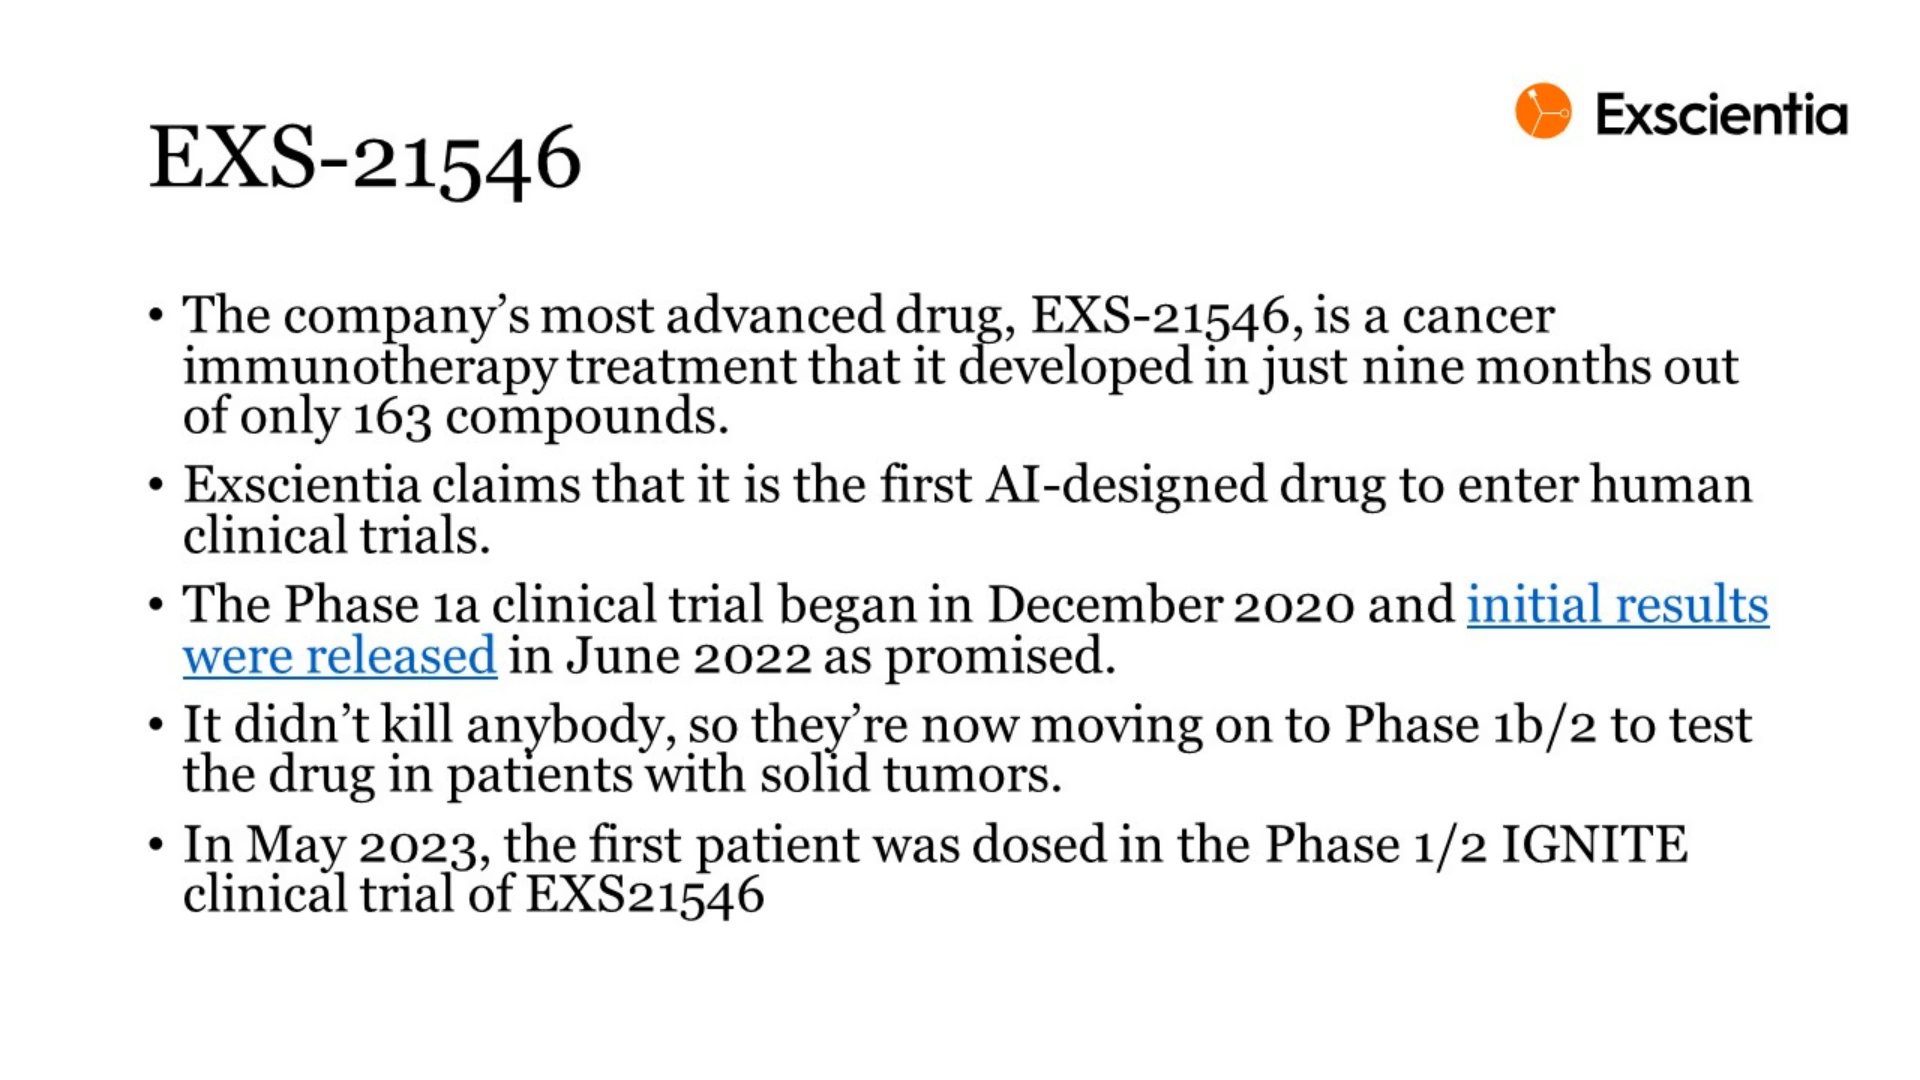 Exscientia
EXS-21546
• The company’s most advanced drug, EXS-21546, is a cancer
immunotherapy treatment that it developed in just nine months out
of only 163 compounds.
• Exscientia claims that it is the first AI-designed drug to enter human
clinical trials.
• The Phase 1a clinical trial began in December 2020 and initial results
were released in June 2022 as promised.
• It didn’t kill anybody, so they’re now moving on to Phase 1b/2 to test
the drug in patients with solid tumors.
• In May 2023, the first patient was dosed in the Phase 1/2 IGNITE
clinical trial of EXS21546